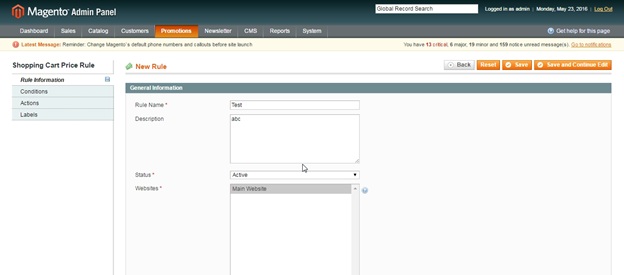 Magento Admin Panel
Global Record Search
Logged in as admin | Monday, May 23, 2016 | Log Out
Dashboard Sales Catalog Customers Promotions Newsletter CMS Reports System
Get help for this page
Latest Message: Reminder: Change Magento's default phone numbers and callouts before site launch
You have 13 critical, 6 major, 19 minor and 159 notice unread message(s). Go to notifications
Shopping Cart Price Rule
Rule Information
Conditions
Actions
Labels
New Rule
Back Reset Save Save and Continue Edit
General Information
Rule Name * Test
Description abc
Status * Active
Websites * Main Website